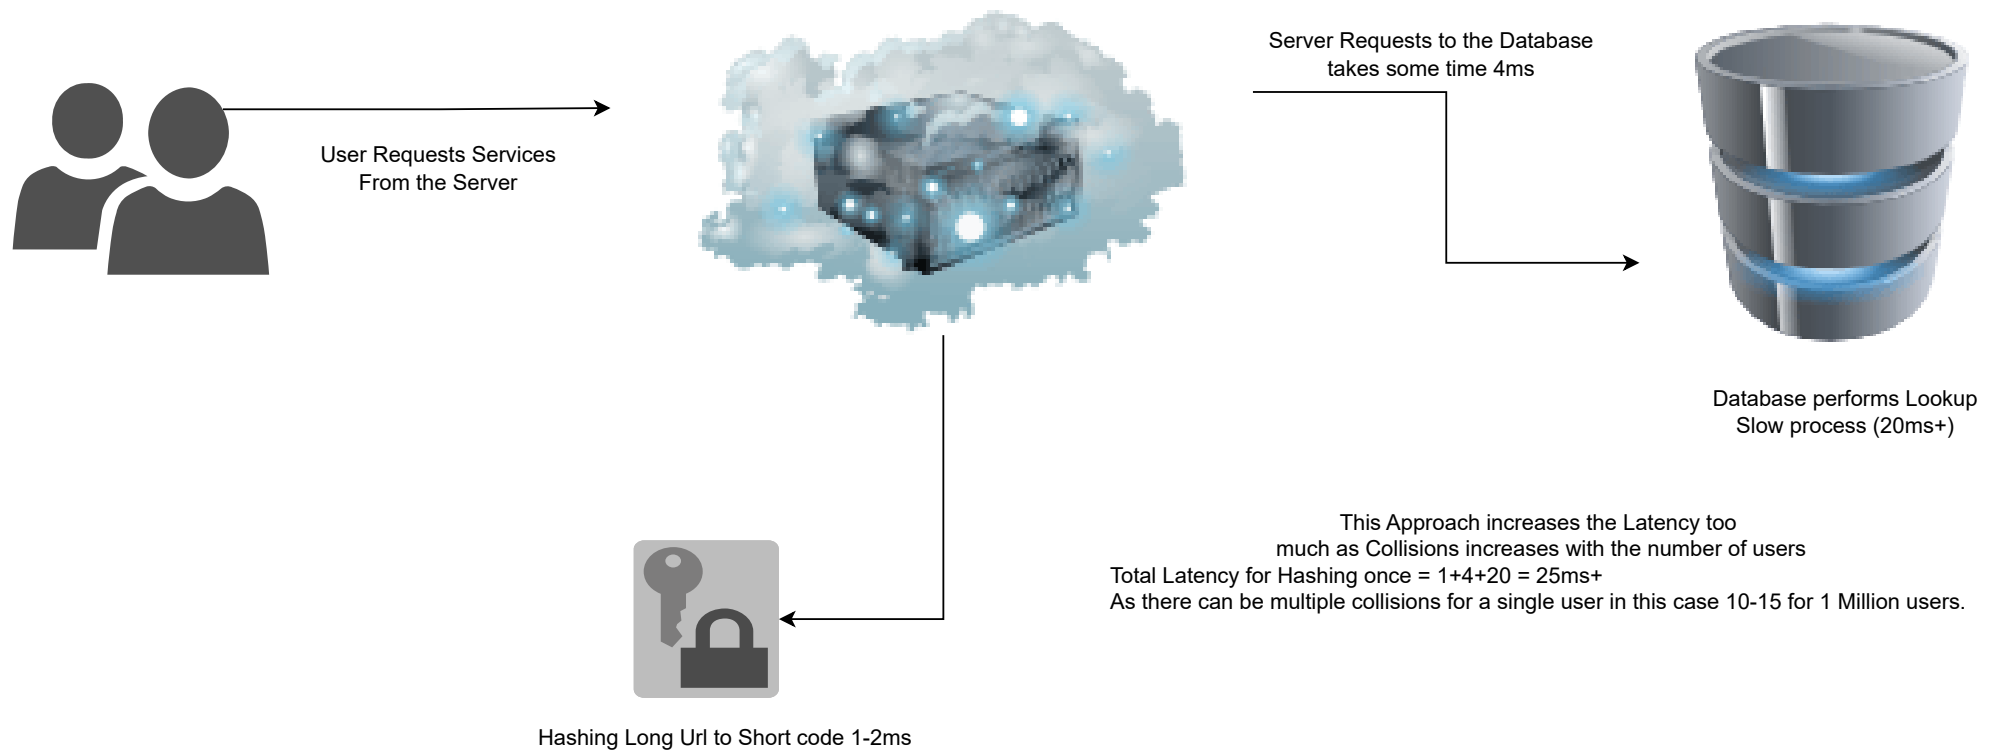 User Requests Services
From the Server
Server Requests to the Database
takes some time 4ms
Database performs Lookup
Slow process (20ms+)
This Approach increases the Latency too
much as Collisions increases with the number of users
Total Latency for Hashing once = 1+4+20 = 25ms+
As there can be multiple collisions for a single user in this case 10-15 for 1 Million users.
Hashing Long Url to Short code 1-2ms